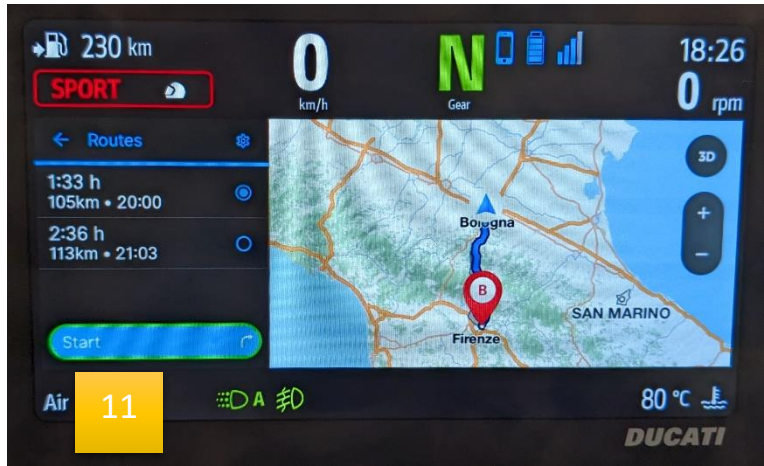 230 km
0
km/h
N
Gear
18:26
0 rpm
SPORT
← Routes
1:33 h
105km • 20:00
2:36 h
113km • 21:03
Start
Bologna
B
Firenze
SAN MARINO
3D
+
−
Air
11
A
80 °C
DUCATI